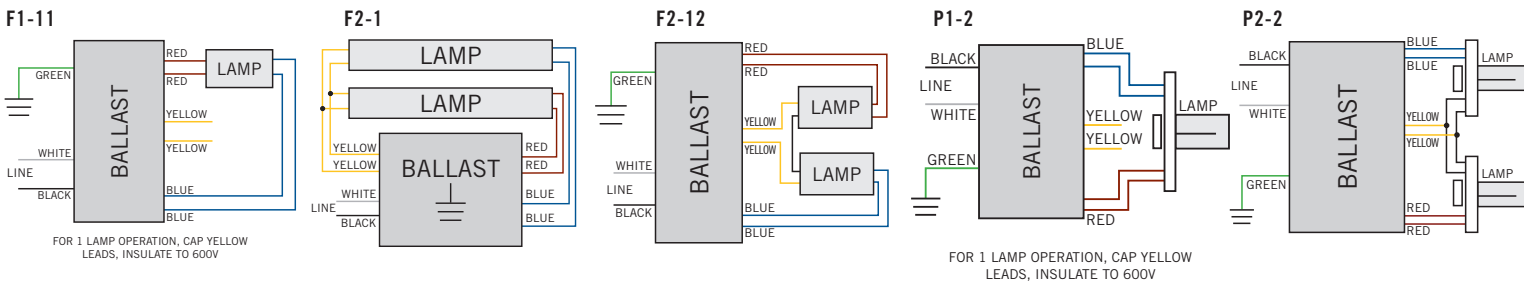 F1-11
RED
RED
LAMP
GREEN
BALLAST
YELLOW
YELLOW
WHITE
LINE
BLACK
BLUE
BLUE
FOR 1 LAMP OPERATION, CAP YELLOW
LEADS, INSULATE TO 600V
F2-1
LAMP
LAMP
YELLOW
YELLOW
BALLAST
RED
RED
WHITE
LINE
BLACK
BLUE
BLUE
F2-12
RED
RED
GREEN
BALLAST
LAMP
YELLOW
YELLOW
LAMP
WHITE
LINE
BLACK
BLUE
BLUE
P1-2
BLUE
BLACK
LINE
WHITE
BALLAST
LAMP
YELLOW
YELLOW
GREEN
RED
FOR 1 LAMP OPERATION, CAP YELLOW
LEADS, INSULATE TO 600V
P2-2
BLUE
BLUE
LAMP
BLACK
LINE
WHITE
BALLAST
YELLOW
YELLOW
LAMP
GREEN
RED
RED